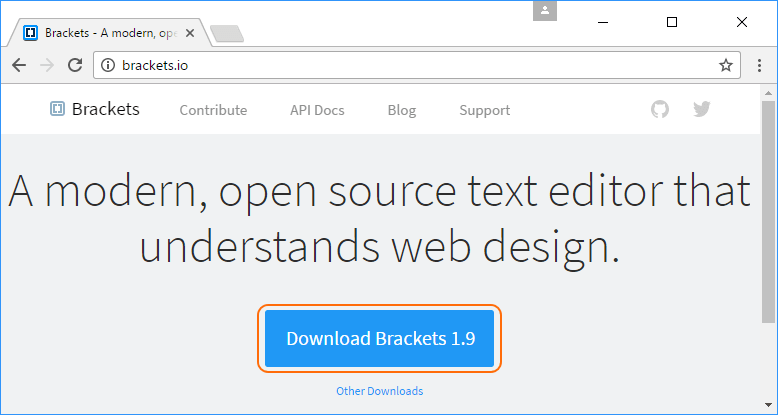 Brackets - A modern, ope
brackets.io
Brackets Contribute API Docs Blog Support
A modern, open source text editor that
understands web design.
Download Brackets 1.9
Other Downloads